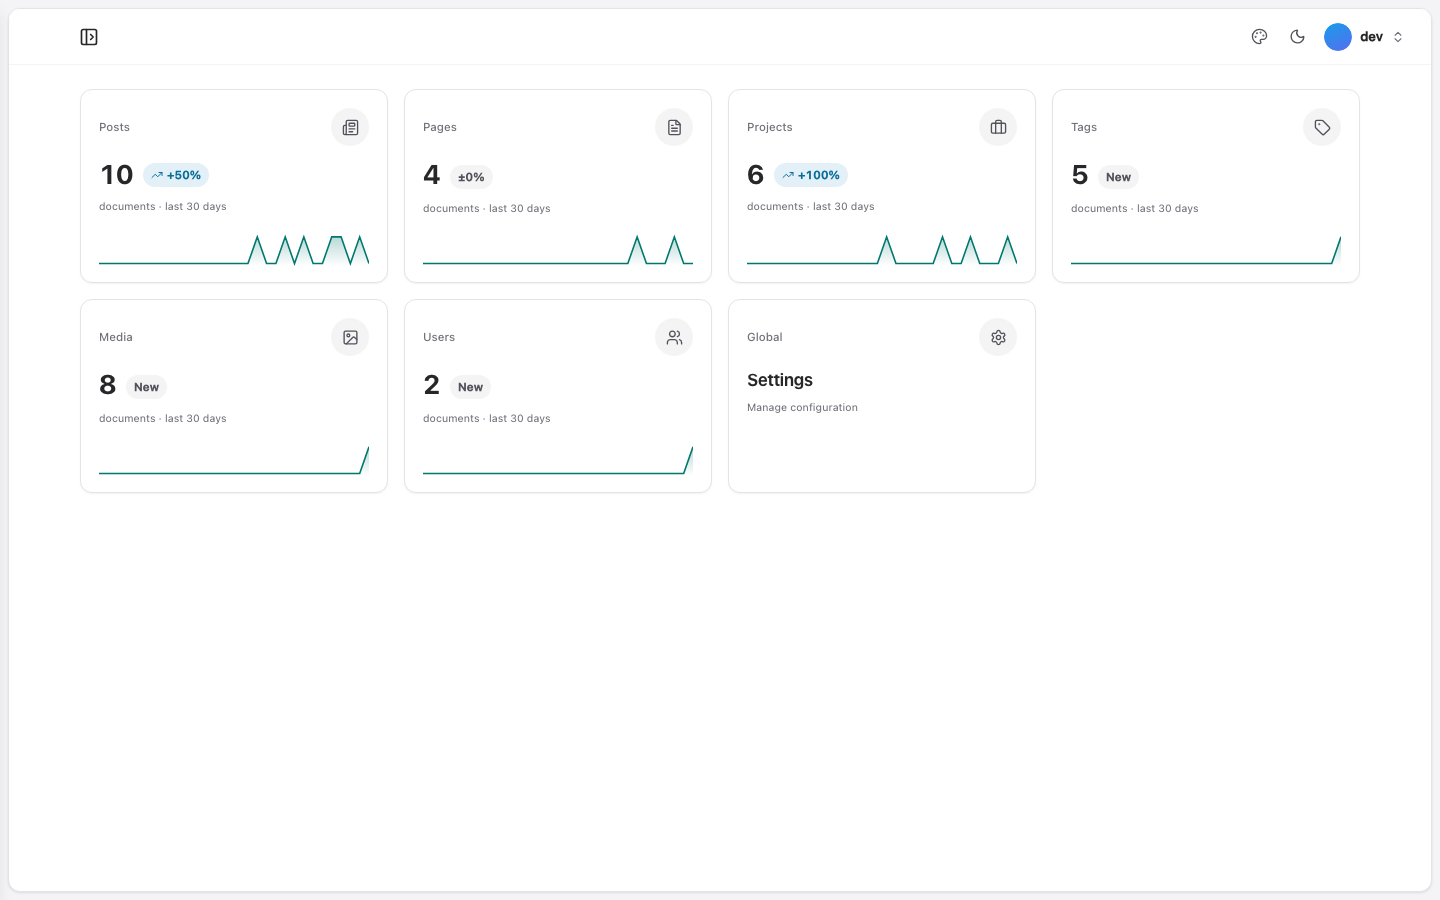 dev
Posts
10 +50%
documents · last 30 days
Pages
4 ±0%
documents · last 30 days
Projects
6 +100%
documents · last 30 days
Tags
5 New
documents · last 30 days
Media
8 New
documents · last 30 days
Users
2 New
documents · last 30 days
Global
Settings
Manage configuration